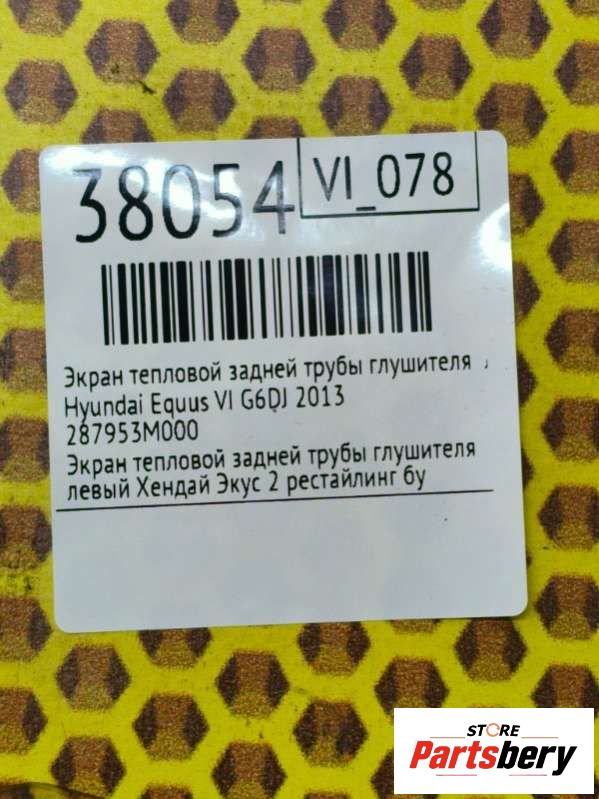 38054
VI_078
Экран тепловой задней трубы глушителя
Hyundai Equus VI G6DJ 2013
287953M000
Экран тепловой задней трубы глушителя
левый Хендай Экус 2 рестайлинг бу
STORE
Partsbery